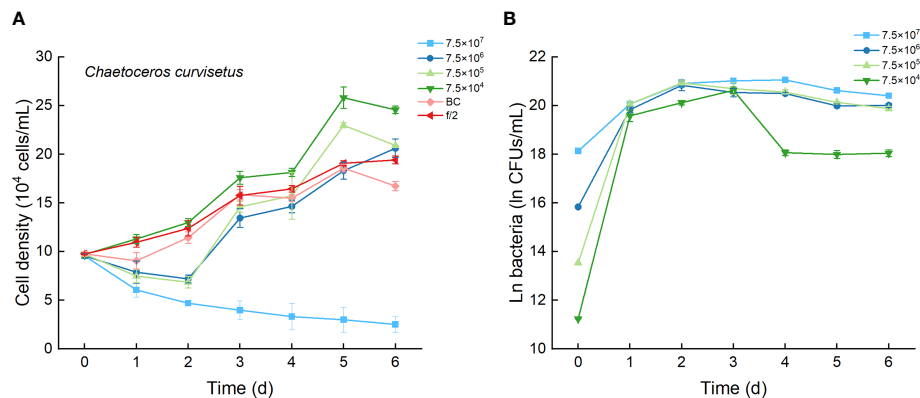 A
Chaetoceros curvisetus
7.5×10⁷
7.5×10⁶
7.5×10⁵
7.5×10⁴
BC
f/2
Cell density (10⁴ cells/mL)
30
25
20
15
10
5
0
0 1 2 3 4 5 6
Time (d)
B
7.5×10⁷
7.5×10⁶
7.5×10⁵
7.5×10⁴
Ln bacteria (ln CFUs/mL)
22
20
18
16
14
12
10
0 1 2 3 4 5 6
Time (d)